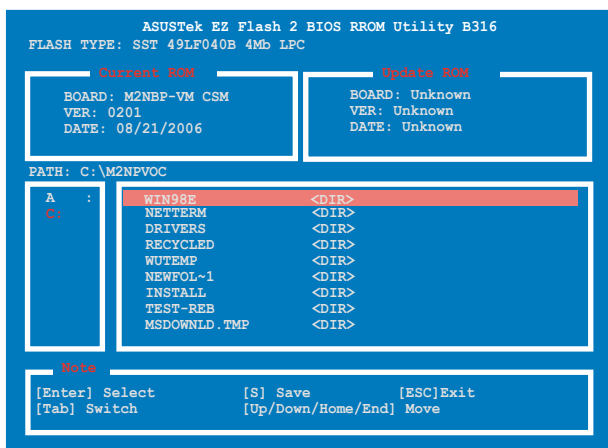 ASUSTek EZ Flash 2 BIOS RROM Utility B316
FLASH TYPE: SST 49LF040B 4Mb LPC
Current ROM
BOARD: M2NBP-VM CSM
VER: 0201
DATE: 08/21/2006
Update ROM
BOARD: Unknown
VER: Unknown
DATE: Unknown
PATH: C:\M2NPVOC
A :
C:
WIN98E <DIR>
NETTERM <DIR>
DRIVERS <DIR>
RECYCLED <DIR>
WUTEMP <DIR>
NEWFOL~1 <DIR>
INSTALL <DIR>
TEST-REB <DIR>
MSDOWNLD.TMP <DIR>
Note
[Enter] Select [S] Save [ESC]Exit
[Tab] Switch [Up/Down/Home/End] Move